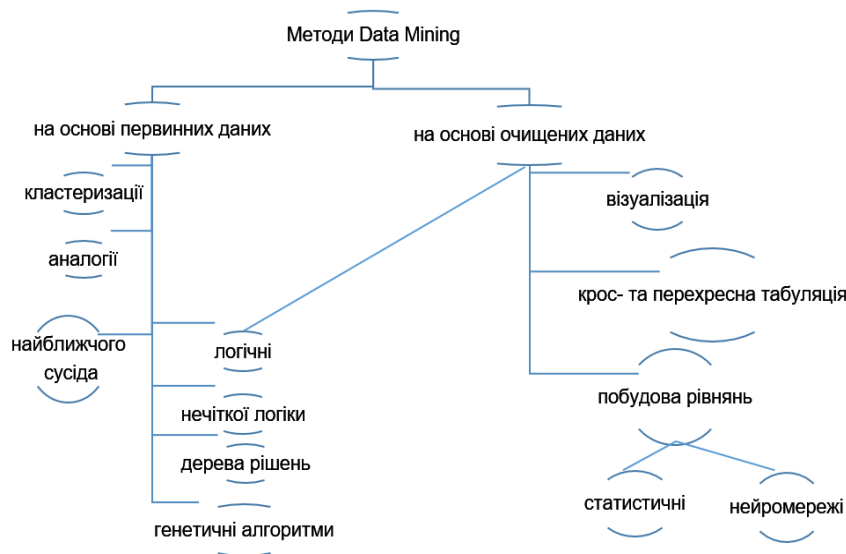 Методи Data Mining
на основі первинних даних
на основі очищених даних
кластеризації
аналогії
найближчого
сусіда
логічні
нечіткої логіки
дерева рішень
генетичні алгоритми
візуалізація
крос- та перехресна табуляція
побудова рівнянь
статистичні
нейромережі